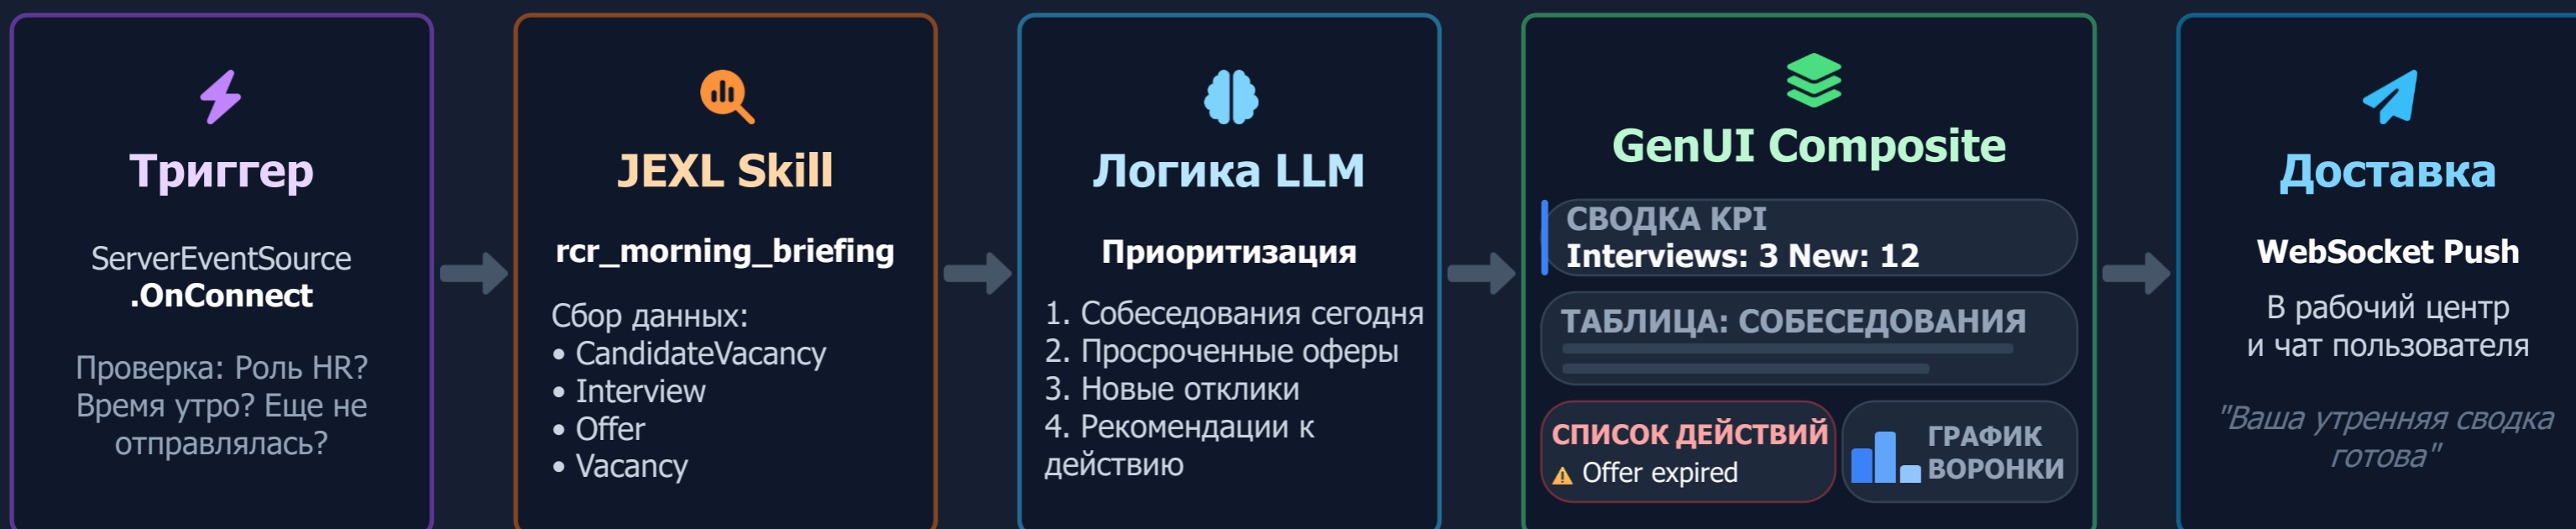 Триггер
ServerEventSource
.OnConnect
Проверка: Роль HR?
Время утро? Еще не
отправлялась?
JEXL Skill
rcr_morning_briefing
Сбор данных:
• CandidateVacancy
• Interview
• Offer
• Vacancy
Логика LLM
Приоритизация
1. Собеседования сегодня
2. Просроченные оферы
3. Новые отклики
4. Рекомендации к
действию
GenUI Composite
СВОДКА KPI
Interviews: 3 New: 12
ТАБЛИЦА: СОБЕСЕДОВАНИЯ
СПИСОК ДЕЙСТВИЙ
Offer expired
ГРАФИК
ВОРОНКИ
Доставка
WebSocket Push
В рабочий центр
и чат пользователя
"Ваша утренняя сводка
готова"